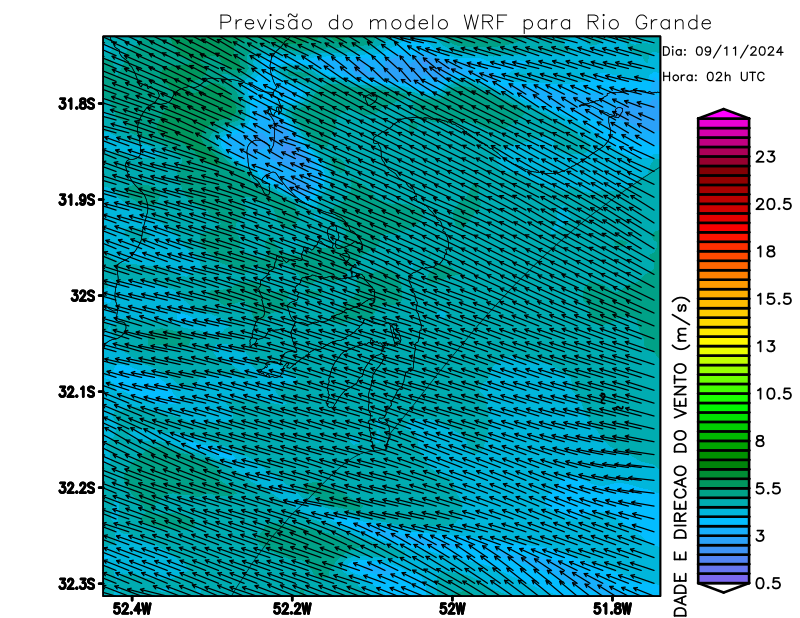 Previsão do modelo WRF para Rio Grande
Dia: 09/11/2024
Hora: 02h UTC
31.8S
31.9S
32S
32.1S
32.2S
32.3S
52.4W
52.2W
52W
51.8W
23
20.5
18
15.5
13
10.5
8
5.5
3
0.5
DADE E DIRECAO DO VENTO (m/s)